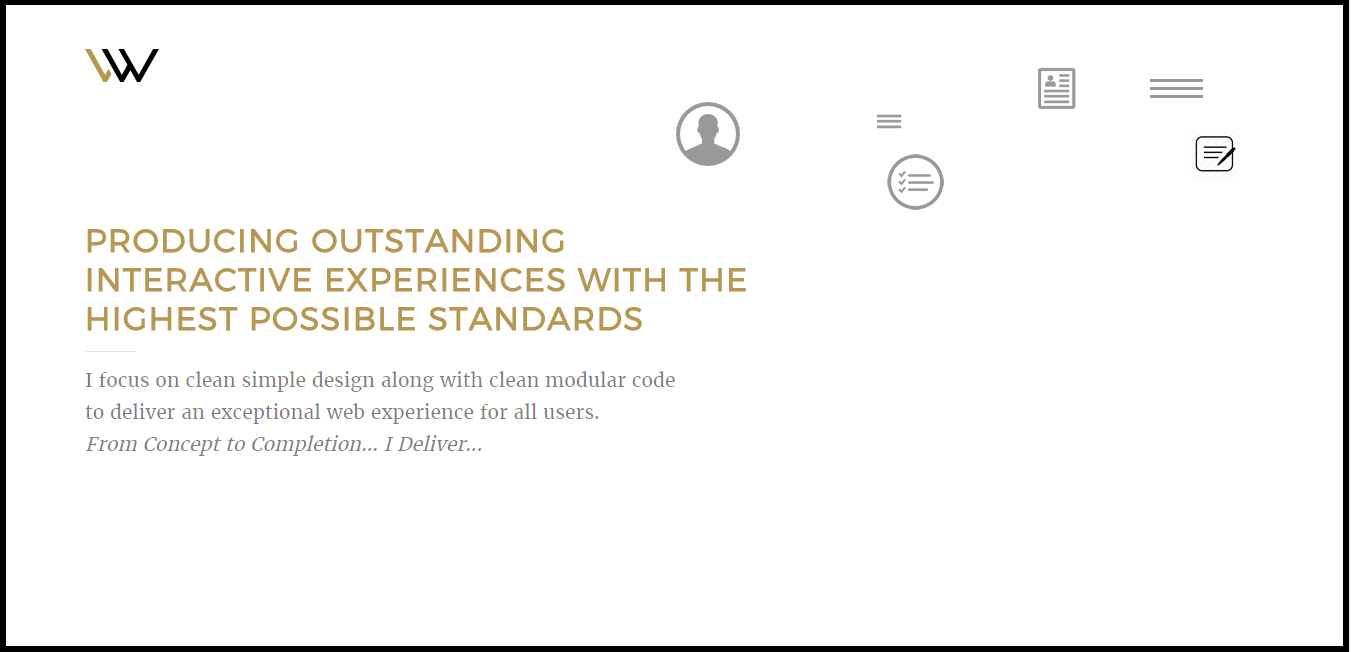 PRODUCING OUTSTANDING
INTERACTIVE EXPERIENCES WITH THE
HIGHEST POSSIBLE STANDARDS
I focus on clean simple design along with clean modular code
to deliver an exceptional web experience for all users.
From Concept to Completion... I Deliver...